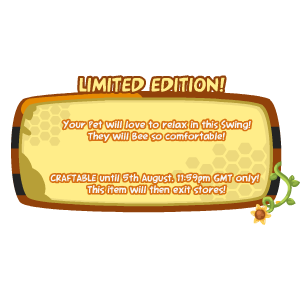 LIMITED EDITION!
Your Pet will love to relax in this Swing!
They will Bee so comfortable!
CRAFTABLE until 5th August, 11:59pm GMT only!
This item will then exit stores!